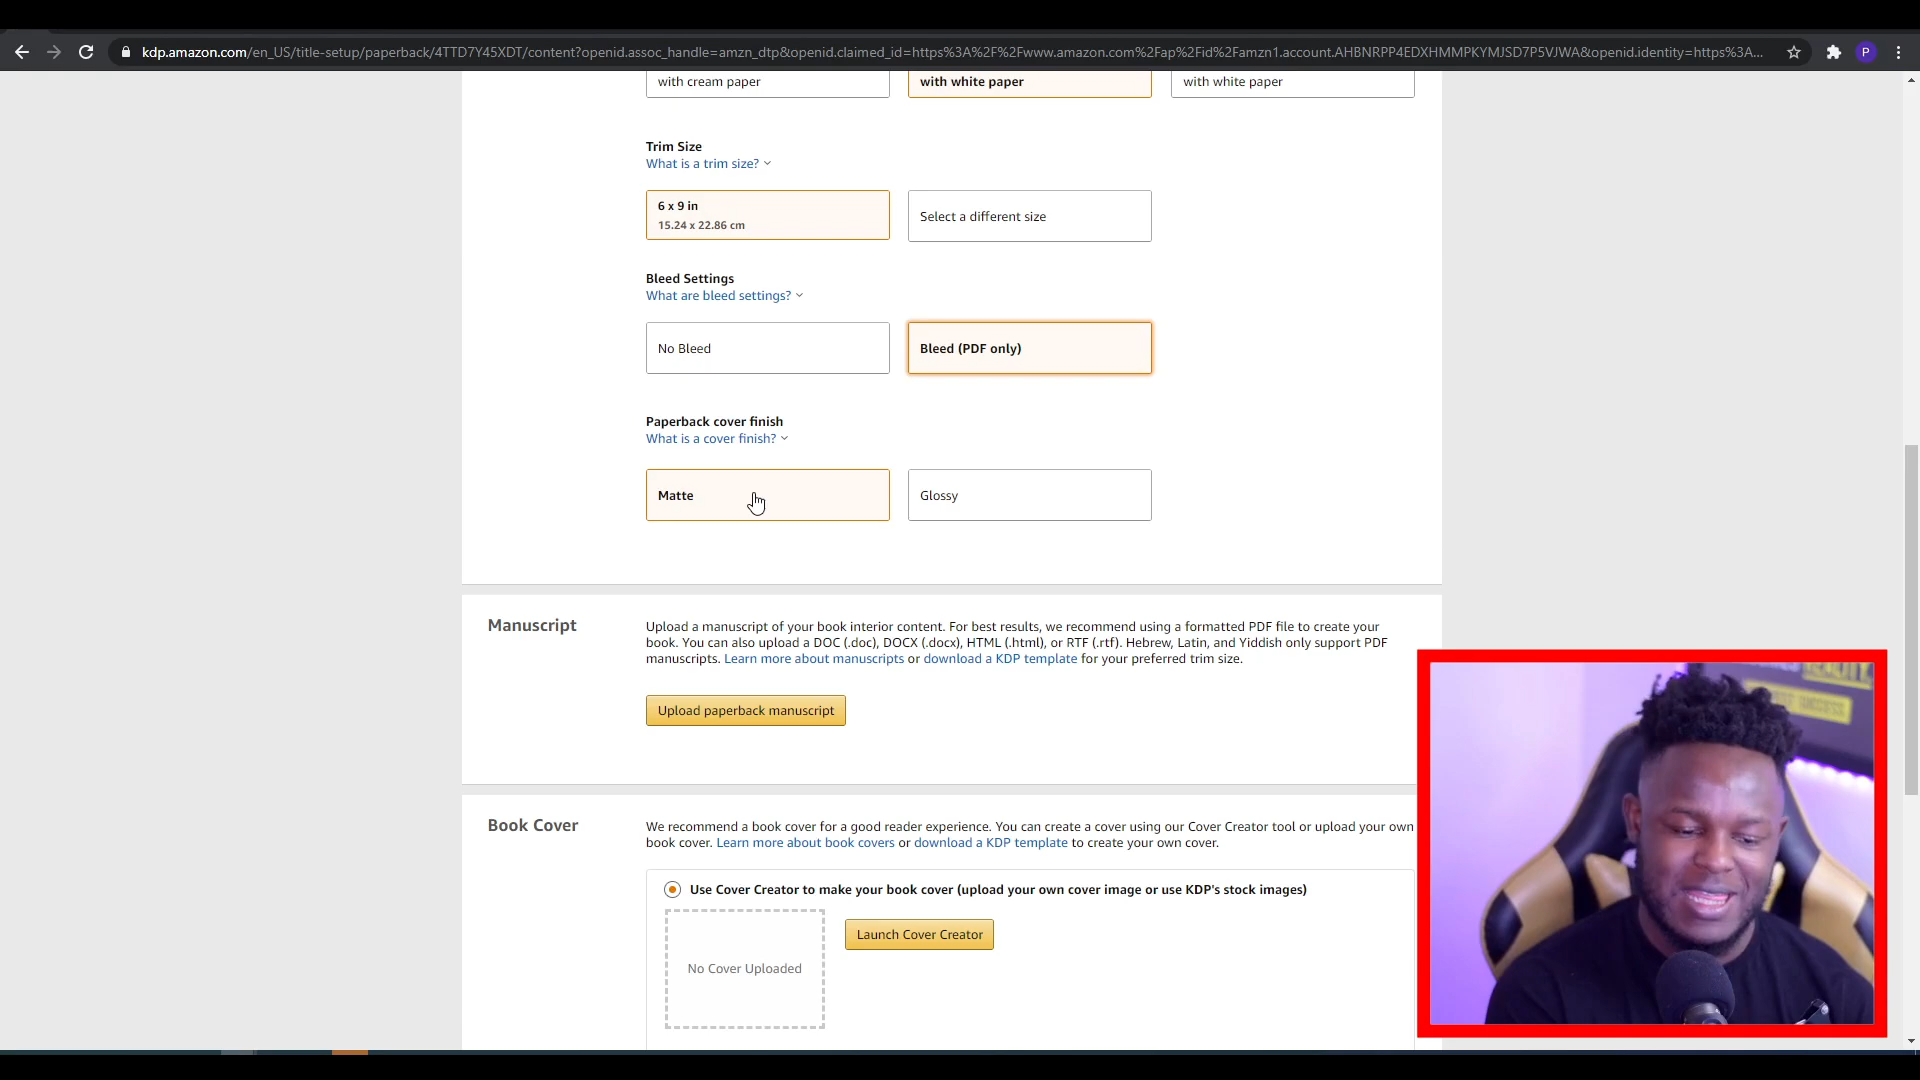 kdp.amazon.com/en_US/title-setup/paperback/4TTD7Y45XDT/content?openid.assoc_handle=amzn_dtp&openid.claimed_id=https%3A%2F%2Fwww.amazon.com%2Fap%2Fid%2Famzn1.account.AHBNRPP4EDXHMMPKYMJSD7P5VJWA&openid.identity=https%3A...
P
with cream paper
with white paper
with white paper
Trim Size
What is a trim size?
6 x 9 in
15.24 x 22.86 cm
Select a different size
Bleed Settings
What are bleed settings?
No Bleed
Bleed (PDF only)
Paperback cover finish
What is a cover finish?
Matte
Glossy
Manuscript
Upload a manuscript of your book interior content. For best results, we recommend using a formatted PDF file to create your
book. You can also upload a DOC (.doc), DOCX (.docx), HTML (.html), or RTF (.rtf). Hebrew, Latin, and Yiddish only support PDF
manuscripts. Learn more about manuscripts or download a KDP template for your preferred trim size.
Upload paperback manuscript
Book Cover
We recommend a book cover for a good reader experience. You can create a cover using our Cover Creator tool or upload your own
book cover. Learn more about book covers or download a KDP template to create your own cover.
Use Cover Creator to make your book cover (upload your own cover image or use KDP's stock images)
Launch Cover Creator
No Cover Uploaded
SUCCESS